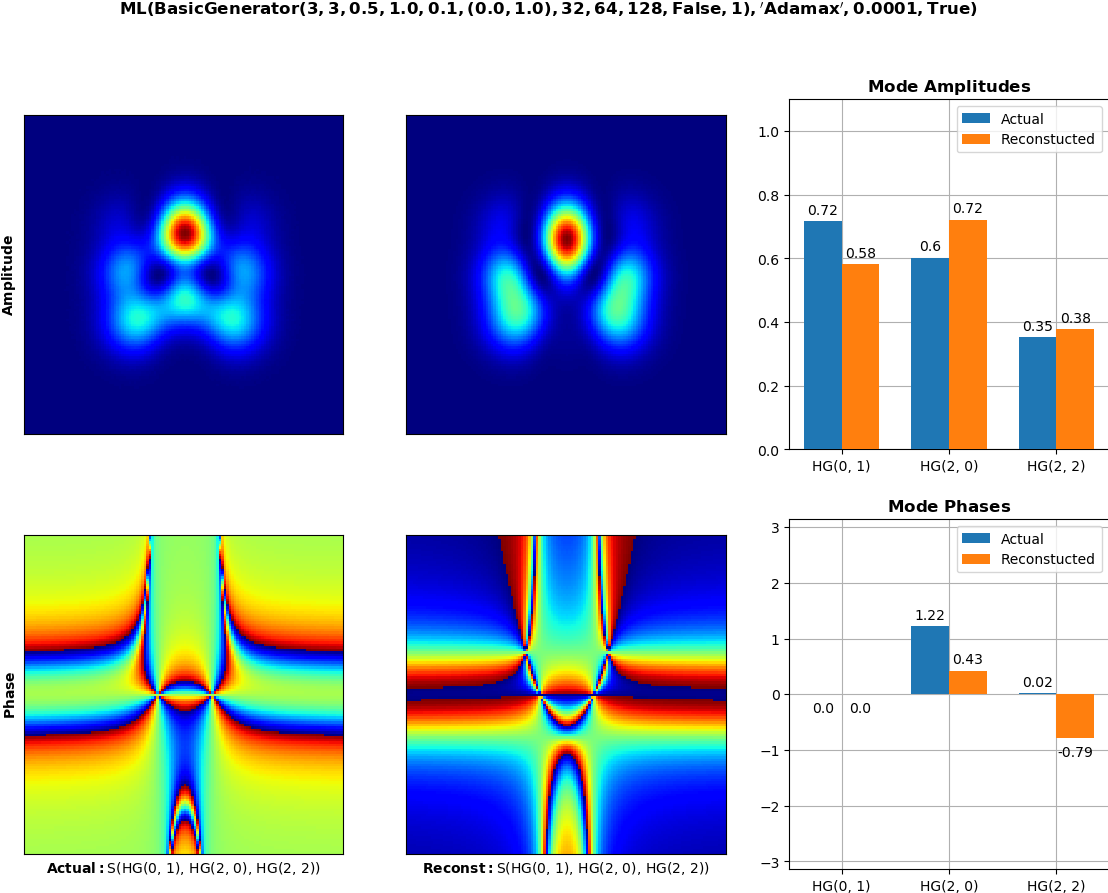 ML(BasicGenerator(3, 3, 0.5, 1.0, 0.1, (0.0, 1.0), 32, 64, 128, False, 1), 'Adamax', 0.0001, True)
Amplitude
Mode Amplitudes
Actual
Reconstucted
1.0
0.8
0.6
0.4
0.2
0.0
0.72
0.58
0.6
0.72
0.35
0.38
HG(0, 1)
HG(2, 0)
HG(2, 2)
Phase
Actual: S(HG(0, 1), HG(2, 0), HG(2, 2))
Reconst: S(HG(0, 1), HG(2, 0), HG(2, 2))
Mode Phases
Actual
Reconstucted
3
2
1
0
−1
−2
−3
0.0
0.0
1.22
0.43
0.02
-0.79
HG(0, 1)
HG(2, 0)
HG(2, 2)